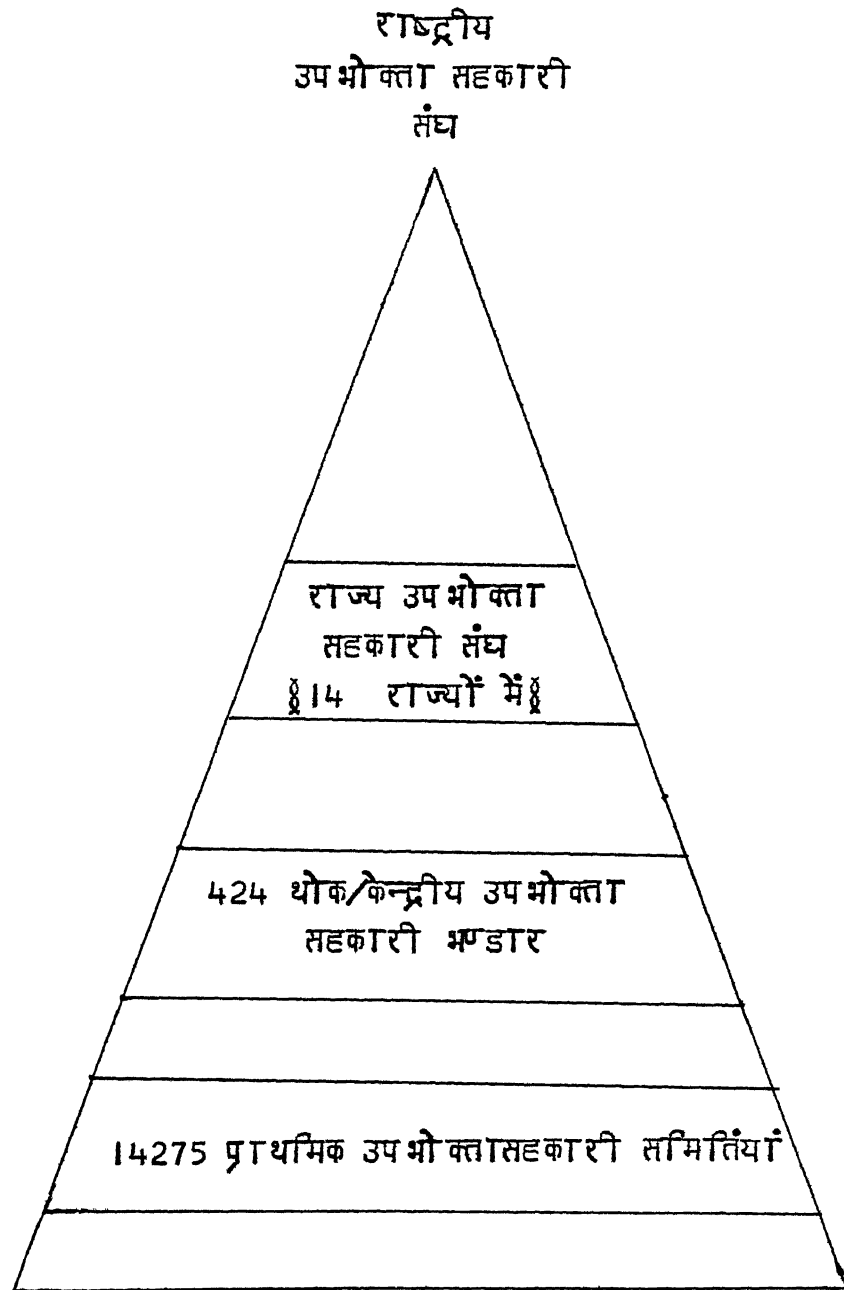 राष्ट्रीय
उपभोक्ता सहकारी
संघ
राज्य उपभोक्ता
सहकारी संघ
(14 राज्यों में)
424 थोक/केन्द्रीय उपभोक्ता
सहकारी भण्डार
14275 प्राथमिक उपभोक्तासहकारी समितिंयां